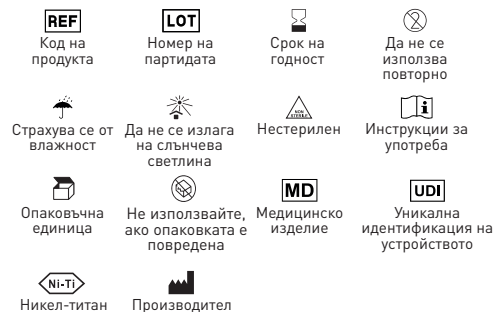 REF
LOT
2
Код на
продукта
Номер на
партидата
Срок на
годност
Да не се
използва
повторно
NON
STERILE
i
Страхува се от
влажност
Да не се излага
на слънчева
светлина
Нестерилен
Инструкции за
употреба
MD
UDI
Опаковъчна
единица
Не използвайте,
ако опаковката е
повредена
Медицинско
изделие
Уникална
идентификация на
устройството
Ni-Ti
Никел-титан
Производител